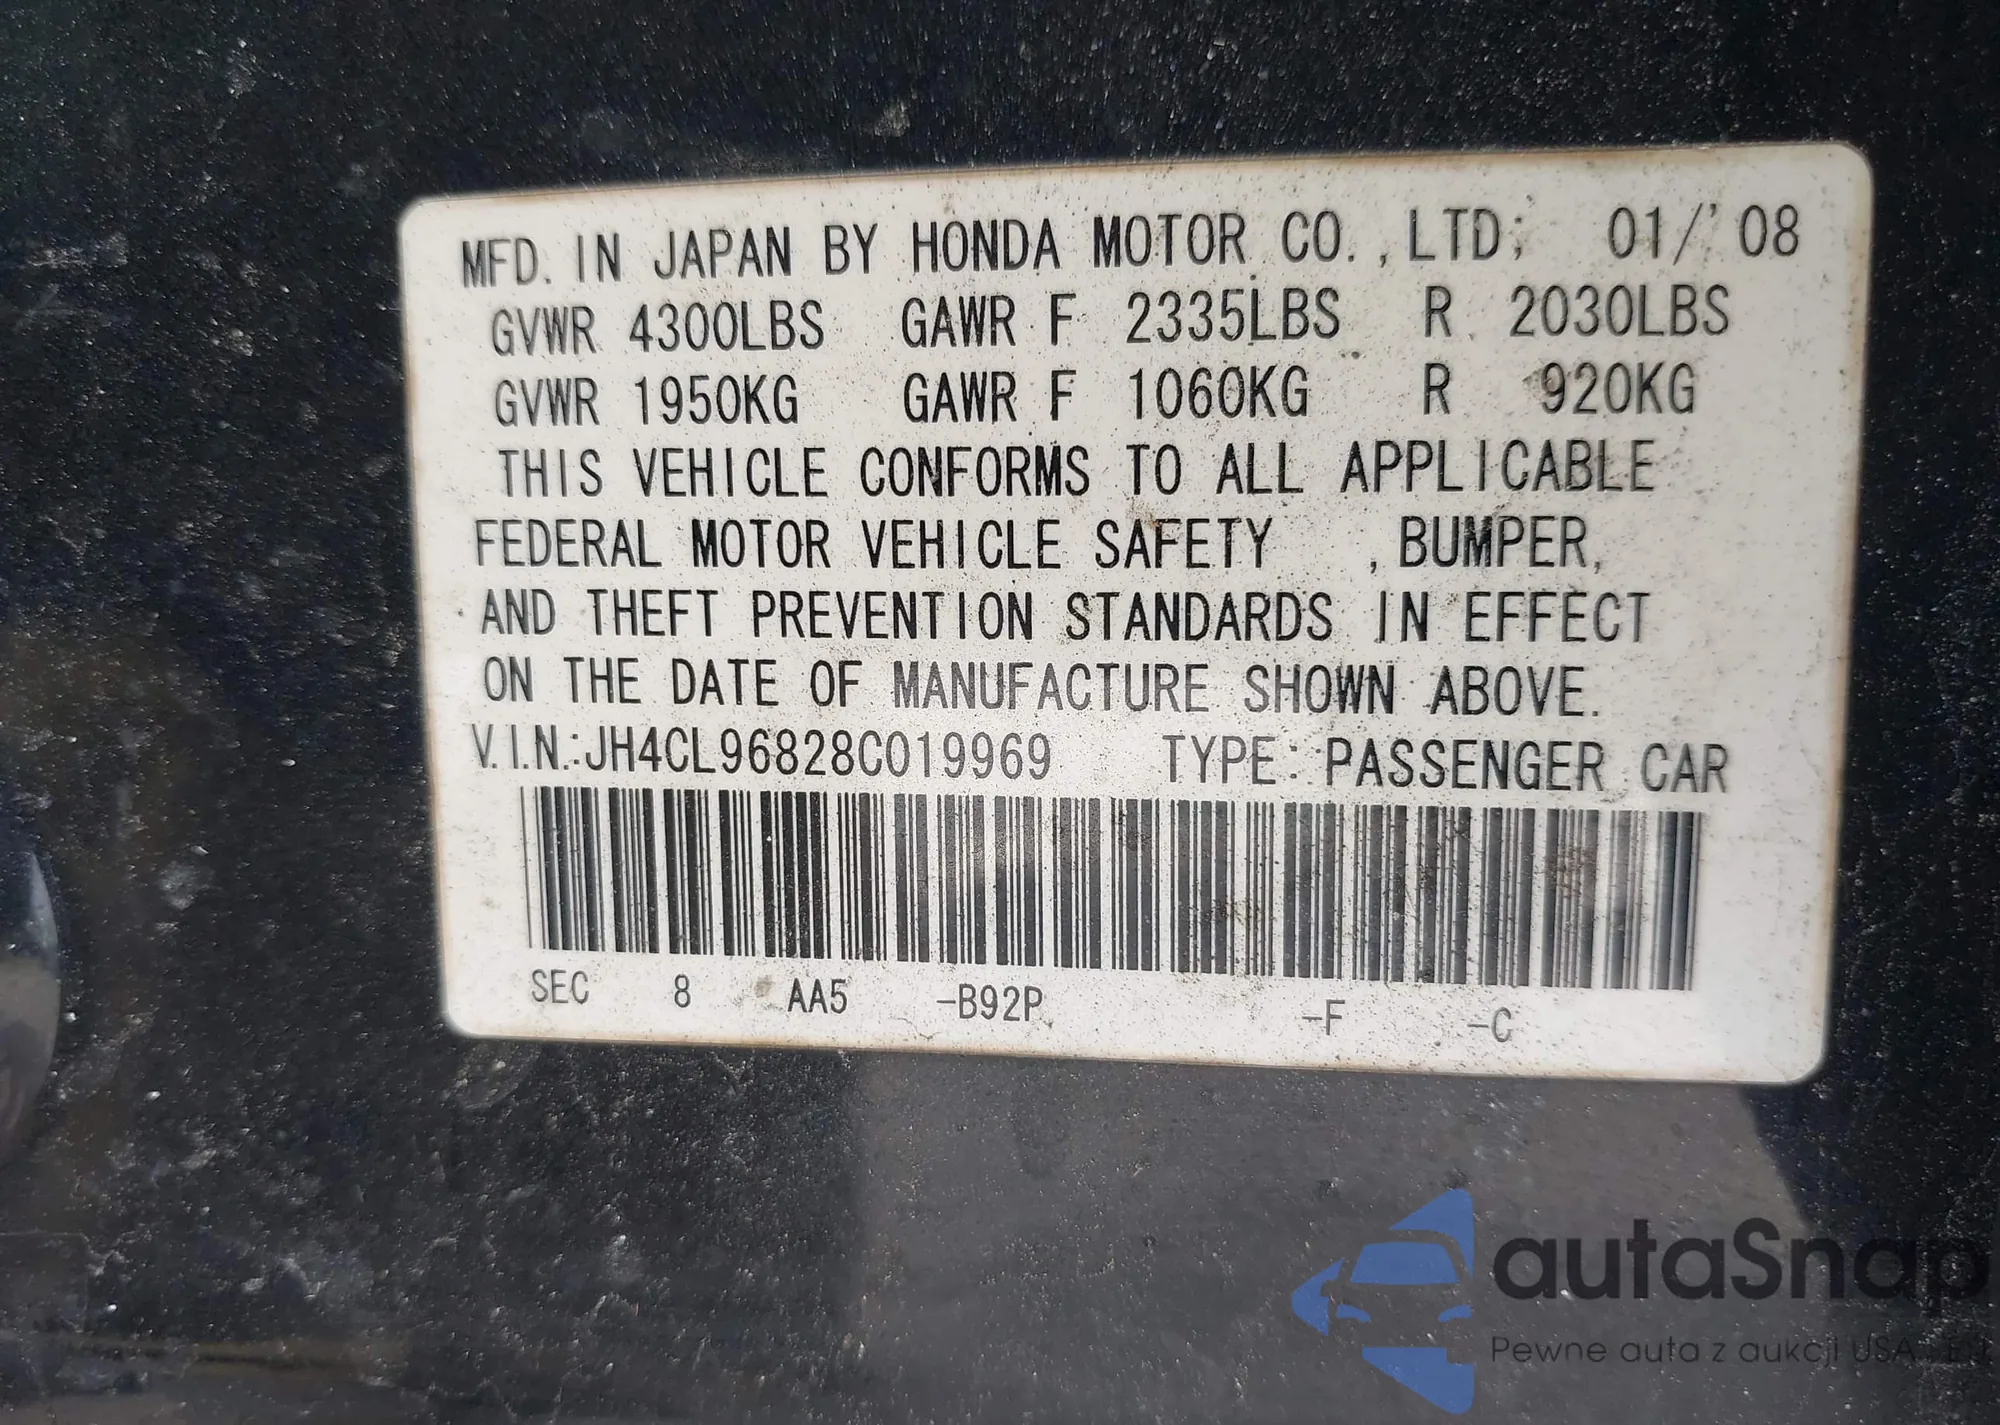 MFD. IN JAPAN BY HONDA MOTOR CO., LTD; 01/'08
GVWR 4300LBS GAWR F 2335LBS R 2030LBS
GVWR 1950KG GAWR F 1060KG R 920KG
THIS VEHICLE CONFORMS TO ALL APPLICABLE
FEDERAL MOTOR VEHICLE SAFETY , BUMPER,
AND THEFT PREVENTION STANDARDS IN EFFECT
ON THE DATE OF MANUFACTURE SHOWN ABOVE.
V.I.N.:JH4CL96828C019969 TYPE: PASSENGER CAR
SEC 8 AA5 -B92P -F -C
autaSnap
Pewne auta z aukcji USA